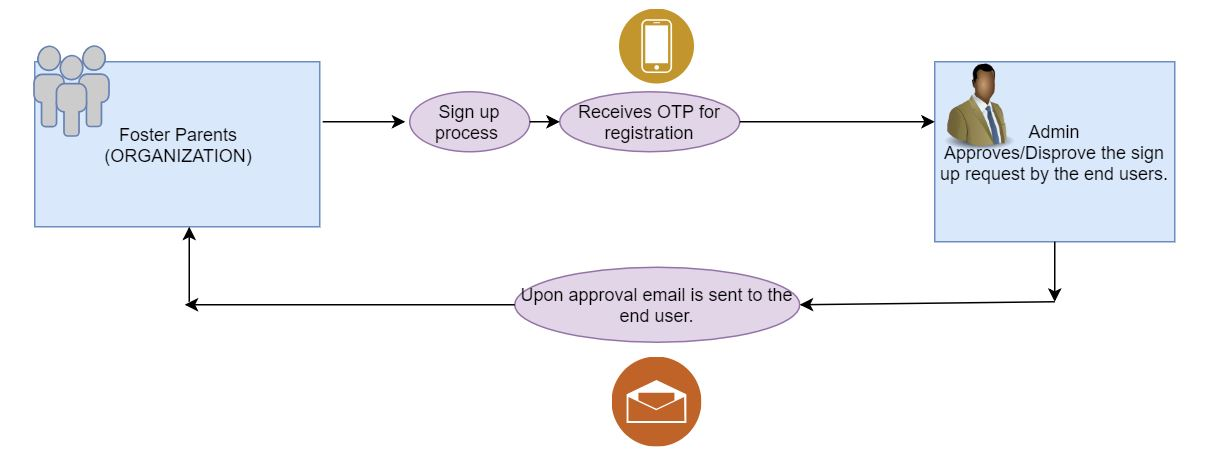 Foster Parents
(ORGANIZATION)
Sign up
process
Receives OTP for
registration
Admin
Approves/Disprove the sign
up request by the end users.
Upon approval email is sent to the
end user.